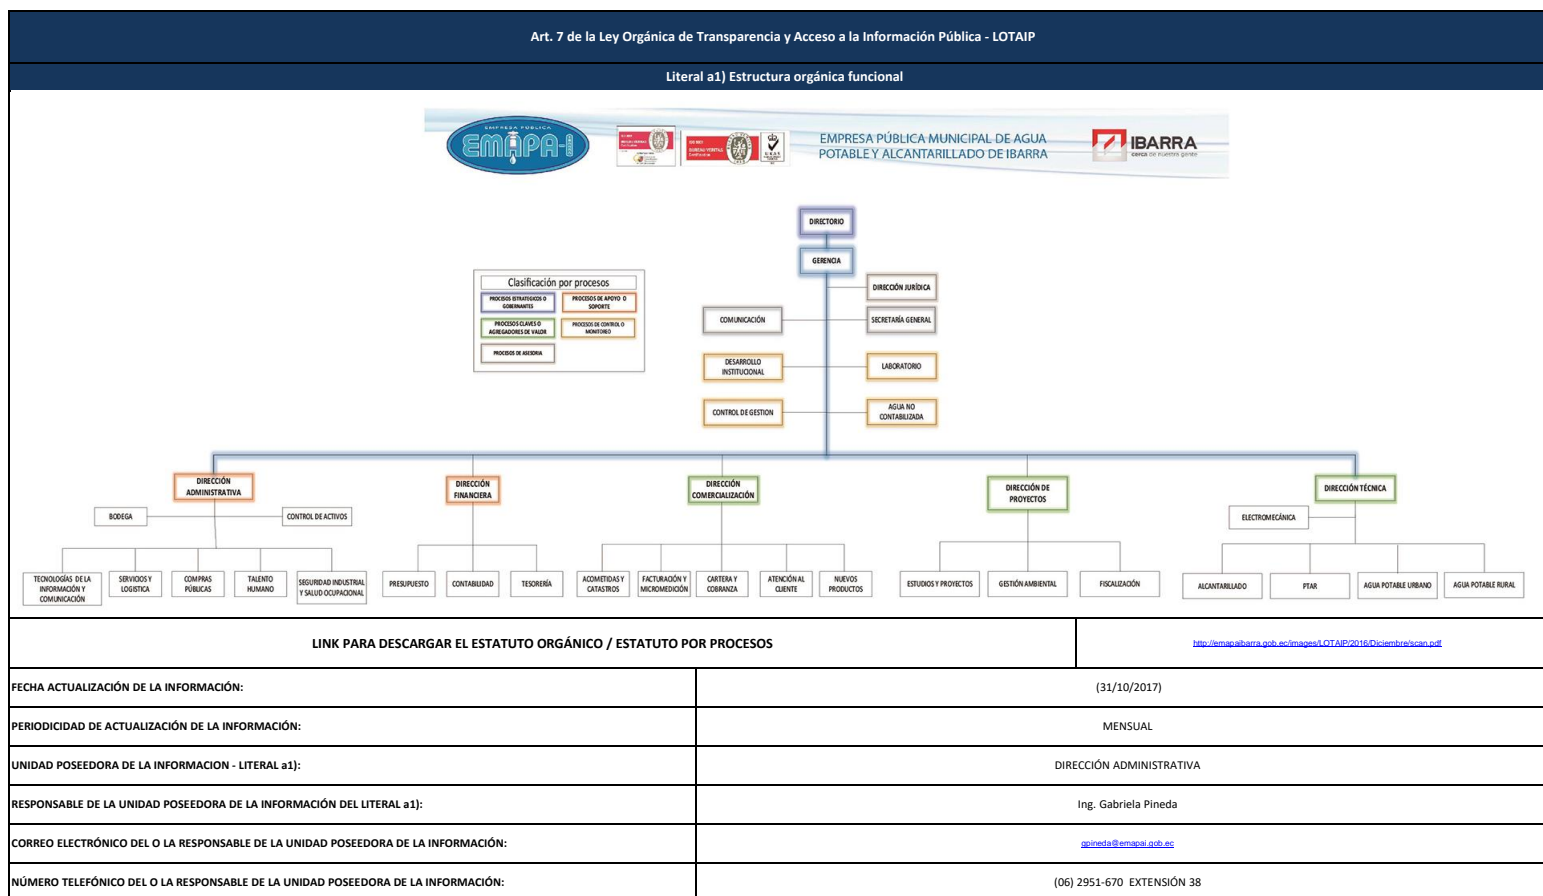 Art. 7 de la Ley Orgánica de Transparencia y Acceso a la Información Pública - LOTAIP
Literal a1) Estructura orgánica funcional
EMPRESA PÚBLICA
EMAPA-I
EMPRESA PÚBLICA MUNICIPAL DE AGUA
POTABLE Y ALCANTARILLADO DE IBARRA
IBARRA
cerca de nuestra gente
DIRECTORIO
GERENCIA
DIRECCIÓN JURÍDICA
COMUNICACIÓN
SECRETARÍA GENERAL
DESARROLLO
INSTITUCIONAL
LABORATORIO
CONTROL DE GESTION
AGUA NO
CONTABILIZADA
Clasificación por procesos
PROCESOS ESTRATEGICOS O
GOBERNANTES
PROCESOS DE APOYO O
SOPORTE
PROCESOS CLAVES O
AGREGADORES DE VALOR
PROCESOS DE CONTROL O
MONITOREO
PROCESOS DE ASESORIA
DIRECCIÓN
ADMINISTRATIVA
DIRECCIÓN
FINANCIERA
DIRECCIÓN
COMERCIALIZACIÓN
DIRECCIÓN DE
PROYECTOS
DIRECCIÓN TÉCNICA
BODEGA
CONTROL DE ACTIVOS
ELECTROMECÁNICA
TECNOLOGÍAS DE LA
INFORMACIÓN Y
COMUNICACIÓN
SERVICIOS Y
LOGISTICA
COMPRAS
PÚBLICAS
TALENTO
HUMANO
SEGURIDAD INDUSTRIAL
Y SALUD OCUPACIONAL
PRESUPUESTO
CONTABILIDAD
TESORERÍA
ACOMETIDAS Y
CATASTROS
FACTURACIÓN Y
MICROMEDICIÓN
CARTERA Y
COBRANZA
ATENCIÓN AL
CLIENTE
NUEVOS
PRODUCTOS
ESTUDIOS Y PROYECTOS
GESTIÓN AMBIENTAL
FISCALIZACIÓN
ALCANTARILLADO
PTAR
AGUA POTABLE URBANO
AGUA POTABLE RURAL
LINK PARA DESCARGAR EL ESTATUTO ORGÁNICO / ESTATUTO POR PROCESOS
http://emapaibarra.gob.ec/images/LOTAIP/2016/Diciembre/scan.pdf
FECHA ACTUALIZACIÓN DE LA INFORMACIÓN:
(31/10/2017)
PERIODICIDAD DE ACTUALIZACIÓN DE LA INFORMACIÓN:
MENSUAL
UNIDAD POSEEDORA DE LA INFORMACION - LITERAL a1):
DIRECCIÓN ADMINISTRATIVA
RESPONSABLE DE LA UNIDAD POSEEDORA DE LA INFORMACIÓN DEL LITERAL a1):
Ing. Gabriela Pineda
CORREO ELECTRÓNICO DEL O LA RESPONSABLE DE LA UNIDAD POSEEDORA DE LA INFORMACIÓN:
gpineda@emapai.gob.ec
NÚMERO TELEFÓNICO DEL O LA RESPONSABLE DE LA UNIDAD POSEEDORA DE LA INFORMACIÓN:
(06) 2951-670 EXTENSIÓN 38